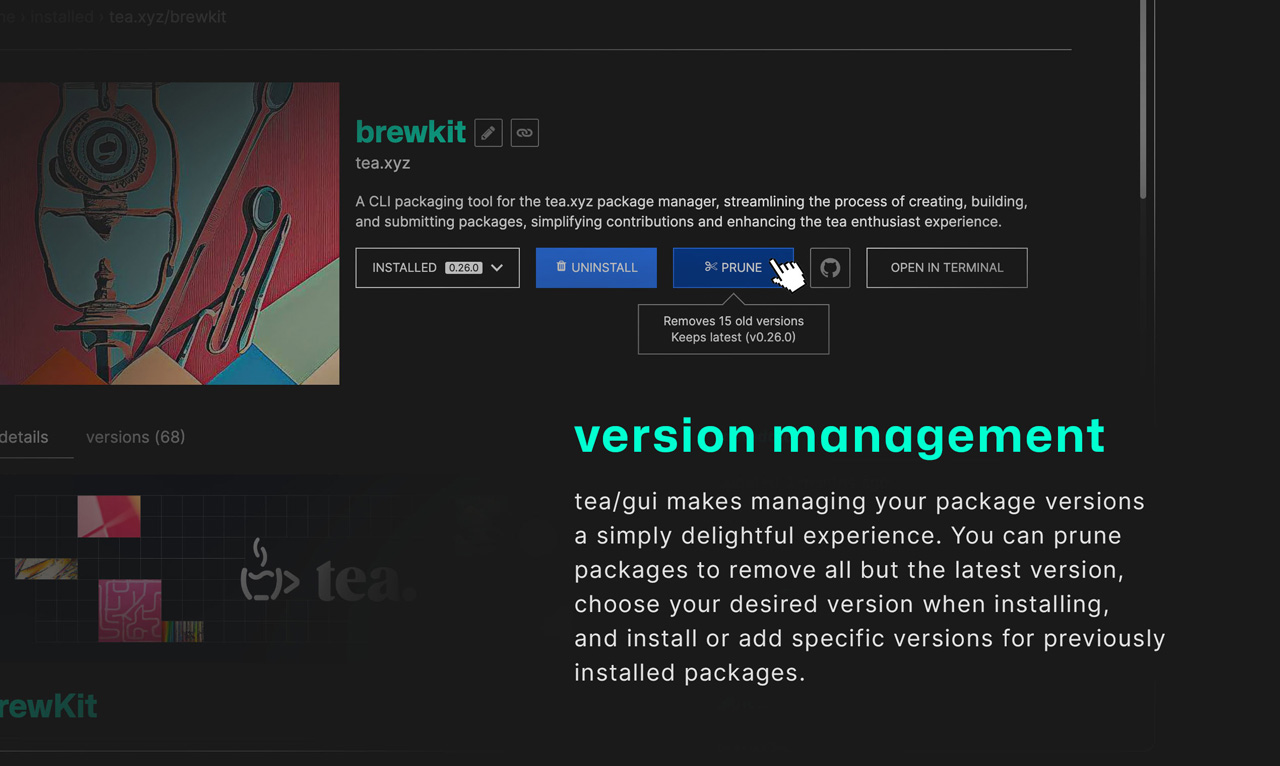 me › installed › tea.xyz/brewkit
brewkit
tea.xyz
A CLI packaging tool for the tea.xyz package manager, streamlining the process of creating, building,
and submitting packages, simplifying contributions and enhancing the tea enthusiast experience.
INSTALLED 0.26.0
UNINSTALL
PRUNE
OPEN IN TERMINAL
Removes 15 old versions
Keeps latest (v0.26.0)
details
versions (68)
version management
tea/gui makes managing your package versions
a simply delightful experience. You can prune
packages to remove all but the latest version,
choose your desired version when installing,
and install or add specific versions for previously
installed packages.
tea.
rewKit